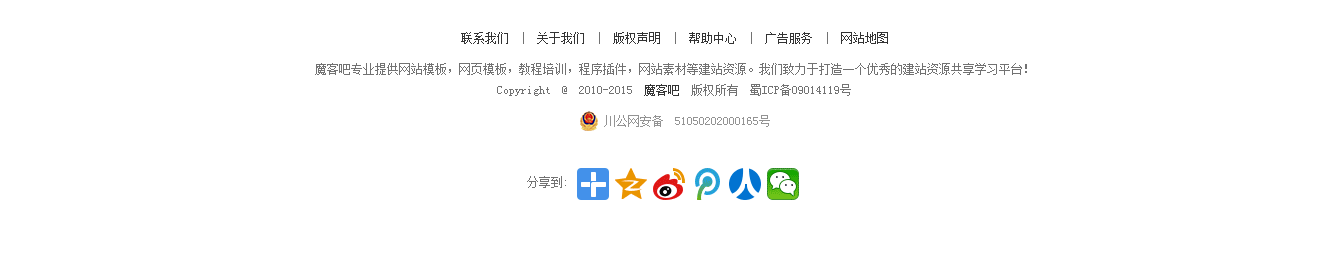 联系我们 | 关于我们 | 版权声明 | 帮助中心 | 广告服务 | 网站地图
魔客吧专业提供网站模板，网页模板，教程培训，程序插件，网站素材等建站资源。我们致力于打造一个优秀的建站资源共享学习平台!
Copyright @ 2010-2015 魔客吧 版权所有 蜀ICP备09014119号
川公网安备 51050202000165号
分享到: